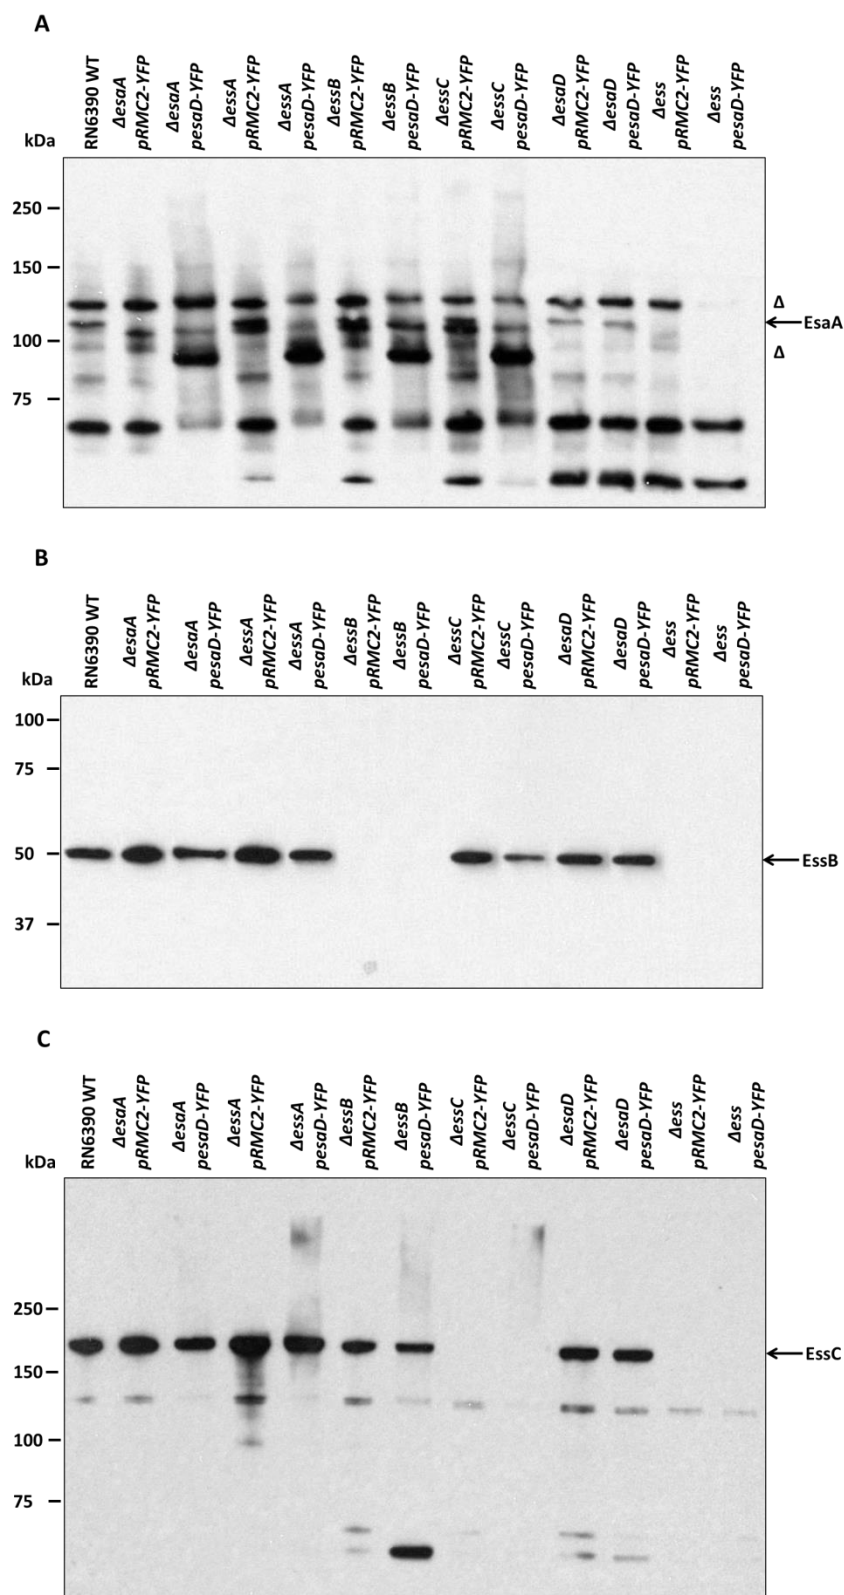 A
RN6390 WT
ΔesaA
pRMC2-YFP
ΔesaA
pesaD-YFP
ΔessA
pRMC2-YFP
ΔessA
pesaD-YFP
ΔessB
pRMC2-YFP
ΔessB
pesaD-YFP
ΔessC
pRMC2-YFP
ΔessC
pesaD-YFP
ΔesaD
pRMC2-YFP
ΔesaD
pesaD-YFP
Δess
pRMC2-YFP
Δess
pesaD-YFP
kDa
250
150
100
75
Δ
EsaA
Δ
B
RN6390 WT
ΔesaA
pRMC2-YFP
ΔesaA
pesaD-YFP
ΔessA
pRMC2-YFP
ΔessA
pesaD-YFP
ΔessB
pRMC2-YFP
ΔessB
pesaD-YFP
ΔessC
pRMC2-YFP
ΔessC
pesaD-YFP
ΔesaD
pRMC2-YFP
ΔesaD
pesaD-YFP
Δess
pRMC2-YFP
Δess
pesaD-YFP
kDa
100
75
50
37
EssB
C
RN6390 WT
ΔesaA
pRMC2-YFP
ΔesaA
pesaD-YFP
ΔessA
pRMC2-YFP
ΔessA
pesaD-YFP
ΔessB
pRMC2-YFP
ΔessB
pesaD-YFP
ΔessC
pRMC2-YFP
ΔessC
pesaD-YFP
ΔesaD
pRMC2-YFP
ΔesaD
pesaD-YFP
Δess
pRMC2-YFP
Δess
pesaD-YFP
kDa
250
150
100
75
EssC